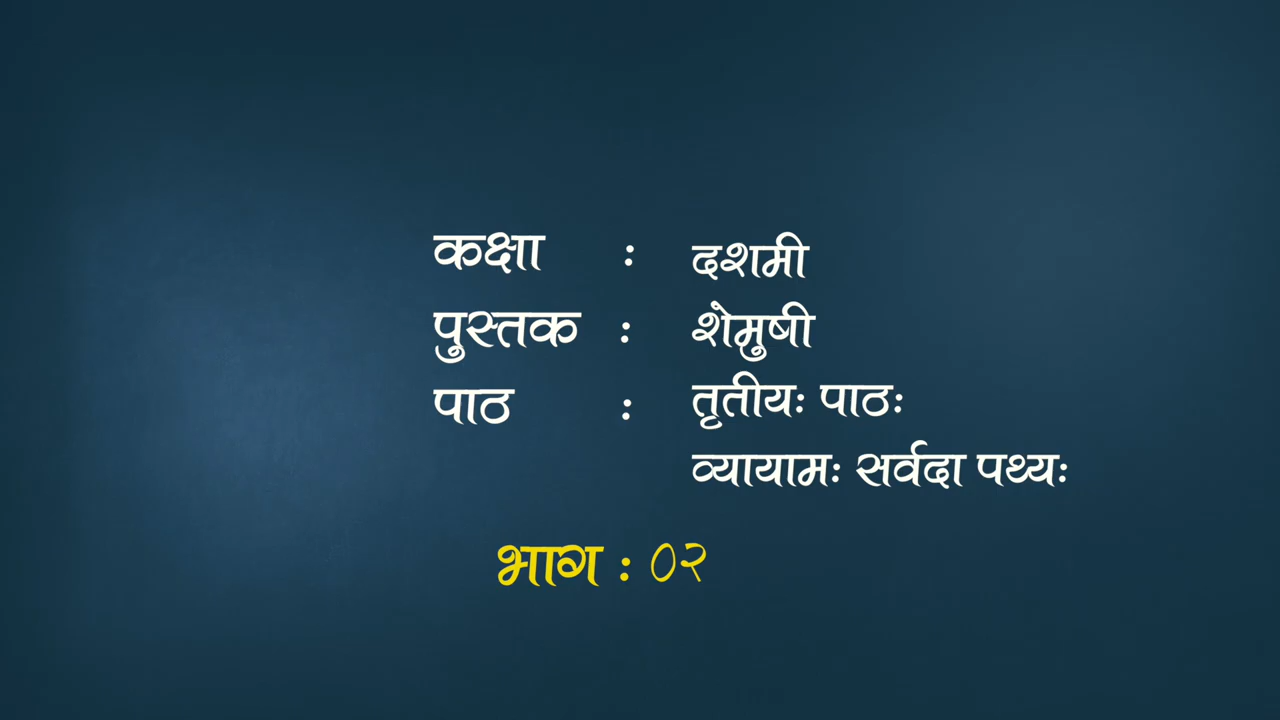 कक्षा : दशमी
पुस्तक : शेमुषी
पाठ : तृतीयः पाठः
व्यायामः सर्वदा पथ्यः
भाग : ०२